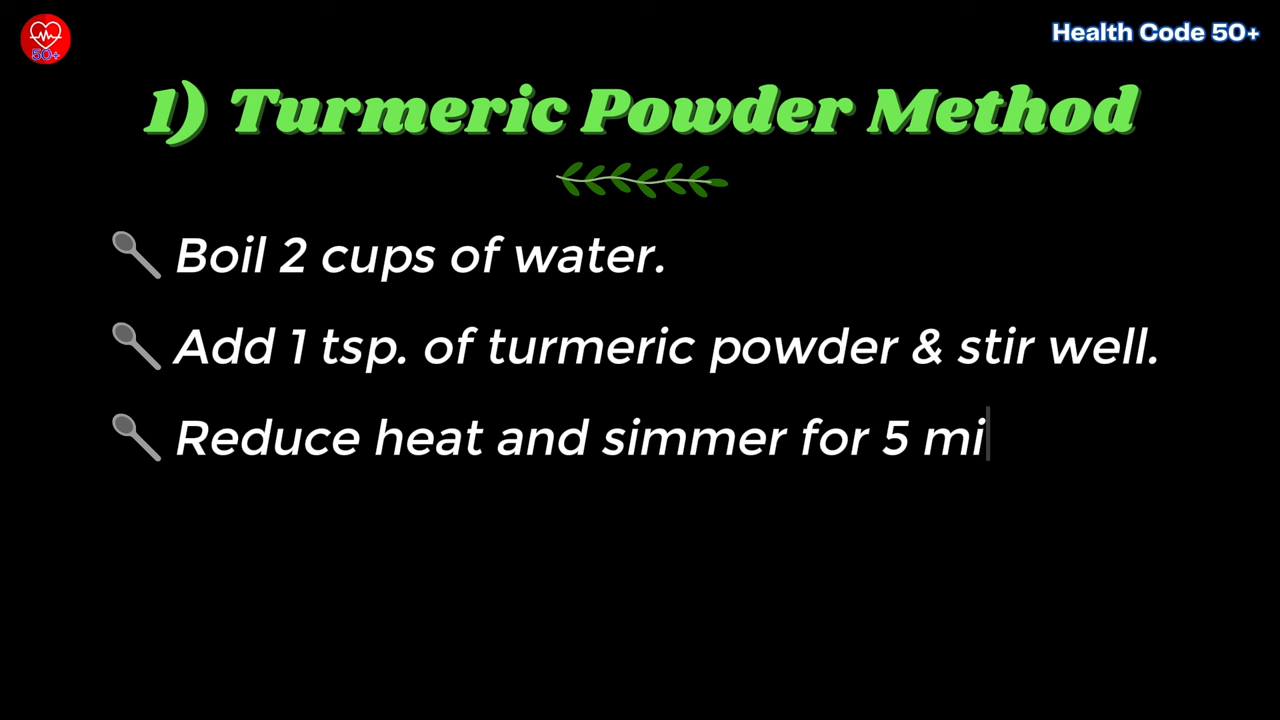 50+
Health Code 50+
1) Turmeric Powder Method
Boil 2 cups of water.
Add 1 tsp. of turmeric powder & stir well.
Reduce heat and simmer for 5 mi